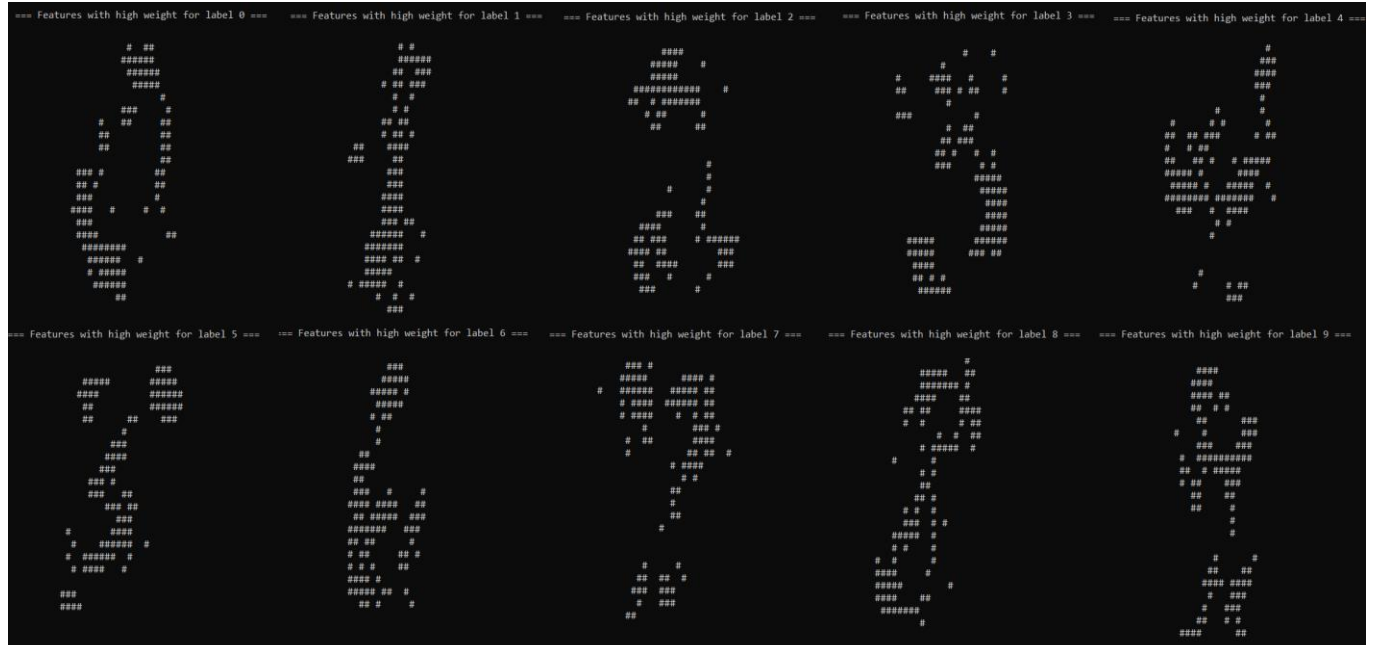 === Features with high weight for label 0 ===
=== Features with high weight for label 1 ===
=== Features with high weight for label 2 ===
=== Features with high weight for label 3 ===
=== Features with high weight for label 4 ===
== Features with high weight for label 5 ===
:== Features with high weight for label 6 ===
=== Features with high weight for label 7 ===
=== Features with high weight for label 8 ===
=== Features with high weight for label 9 ===